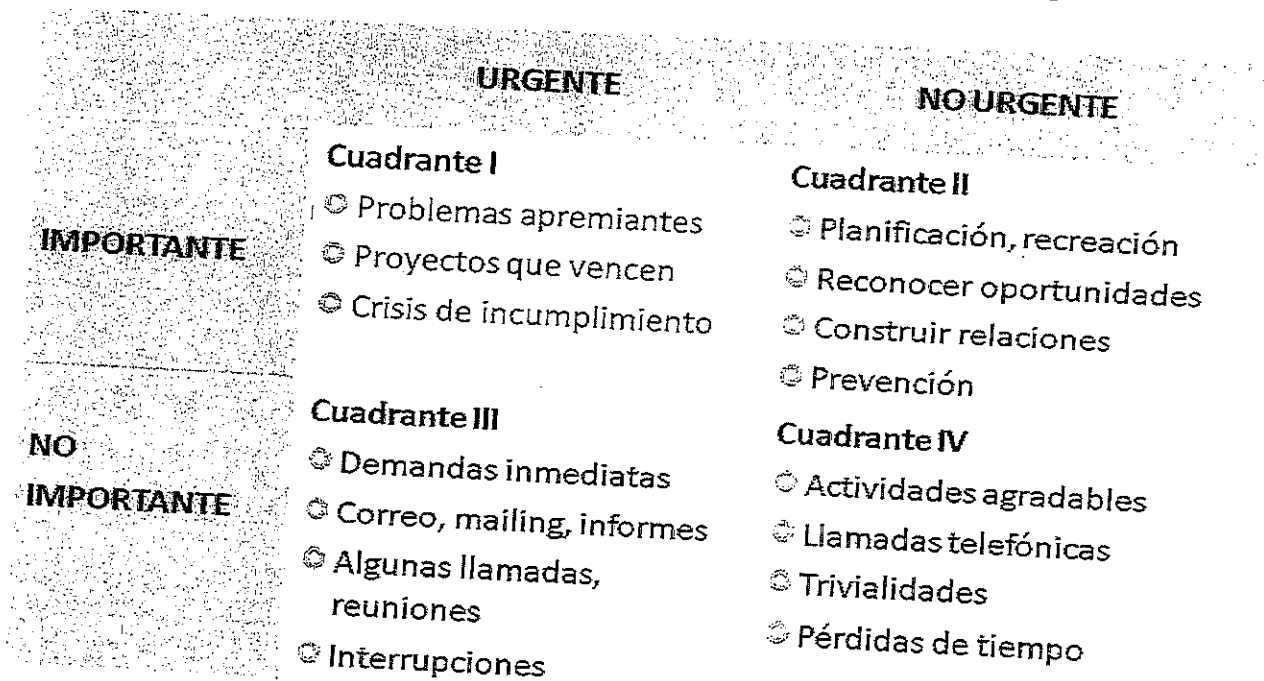 URGENTE
NO URGENTE
IMPORTANTE
Cuadrante I
Problemas apremiantes
Proyectos que vencen
Crisis de incumplimiento
Cuadrante II
Planificación, recreación
Reconocer oportunidades
Construir relaciones
Prevención
NO
IMPORTANTE
Cuadrante III
Demandas inmediatas
Correo, mailing, informes
Algunas llamadas,
reuniones
Interrupciones
Cuadrante IV
Actividades agradables
Llamadas telefónicas
Trivialidades
Pérdidas de tiempo